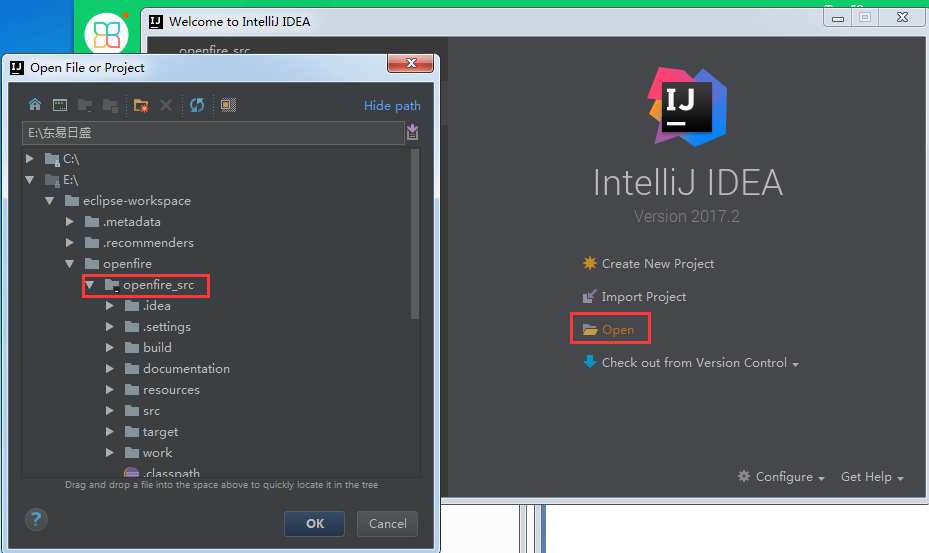 Welcome to IntelliJ IDEA
openfire_src
Open File or Project
Hide path
E:\东易日盛
C:\
E:\
eclipse-workspace
.metadata
.recommenders
openfire
openfire_src
.idea
.settings
build
documentation
resources
src
target
work
.classpath
Drag and drop a file into the space above to quickly locate it in the tree
?
OK
Cancel
IJ
IntelliJ IDEA
Version 2017.2
Create New Project
Import Project
Open
Check out from Version Control
Configure
Get Help